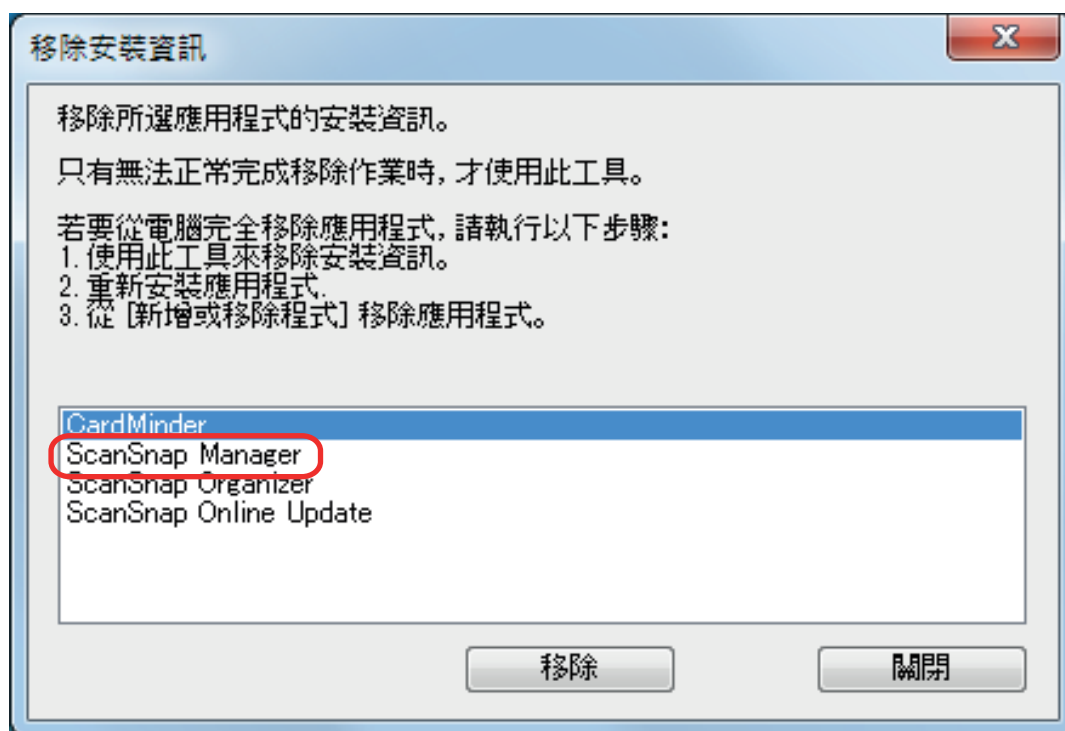 移除安裝資訊
移除所選應用程式的安裝資訊。
只有無法正常完成移除作業時, 才使用此工具。
若要從電腦完全移除應用程式, 請執行以下步驟:
1. 使用此工具來移除安裝資訊。
2. 重新安裝應用程式.
3. 從 [新增或移除程式] 移除應用程式。
CardMinder
ScanSnap Manager
ScanSnap Organizer
ScanSnap Online Update
移除
關閉